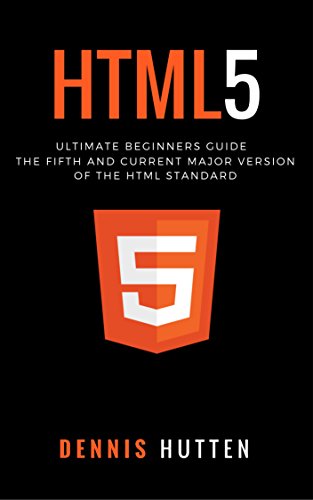 HTML5
ULTIMATE BEGINNERS GUIDE
THE FIFTH AND CURRENT MAJOR VERSION
OF THE HTML STANDARD
5
DENNIS HUTTEN